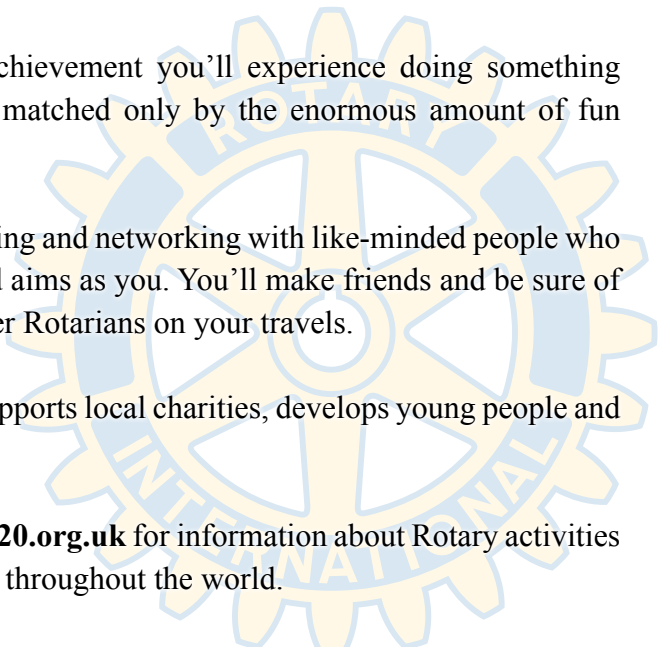 chievement you’ll experience doing something
matched only by the enormous amount of fun
ing and networking with like-minded people who
aims as you. You’ll make friends and be sure of
er Rotarians on your travels.
pports local charities, develops young people and
20.org.uk for information about Rotary activities
throughout the world.
ROTARY
INTERNATIONAL